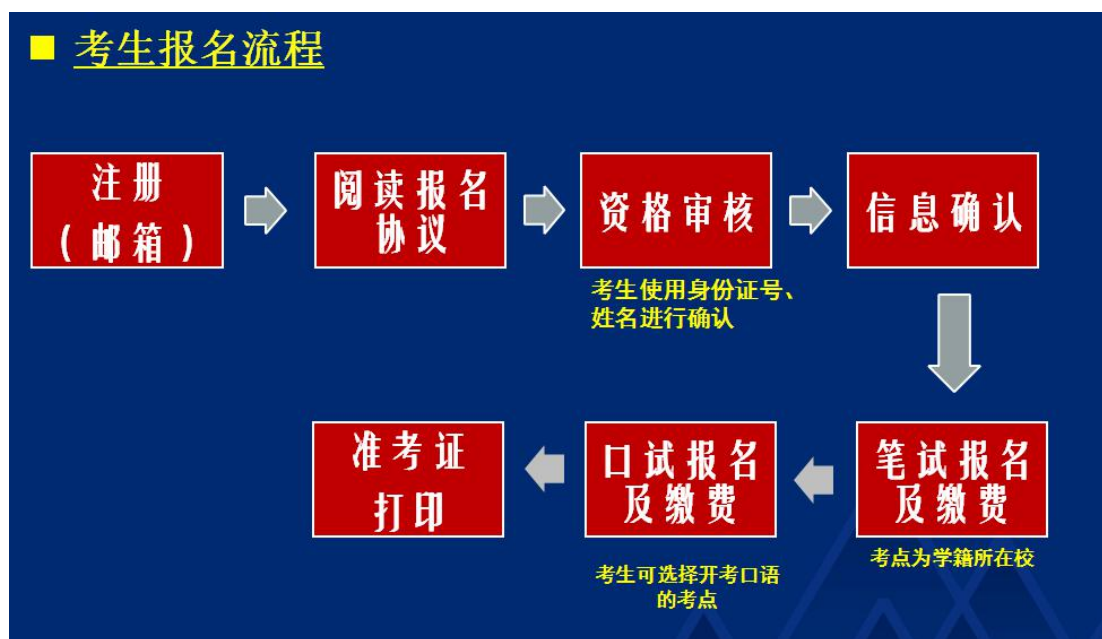 考生报名流程
注册
（邮箱）
阅读报名
协议
资格审核
信息确认
考生使用身份证号、
姓名进行确认
笔试报名
及缴费
考点为学籍所在校
口试报名
及缴费
考生可选择开考口语
的考点
准考证
打印